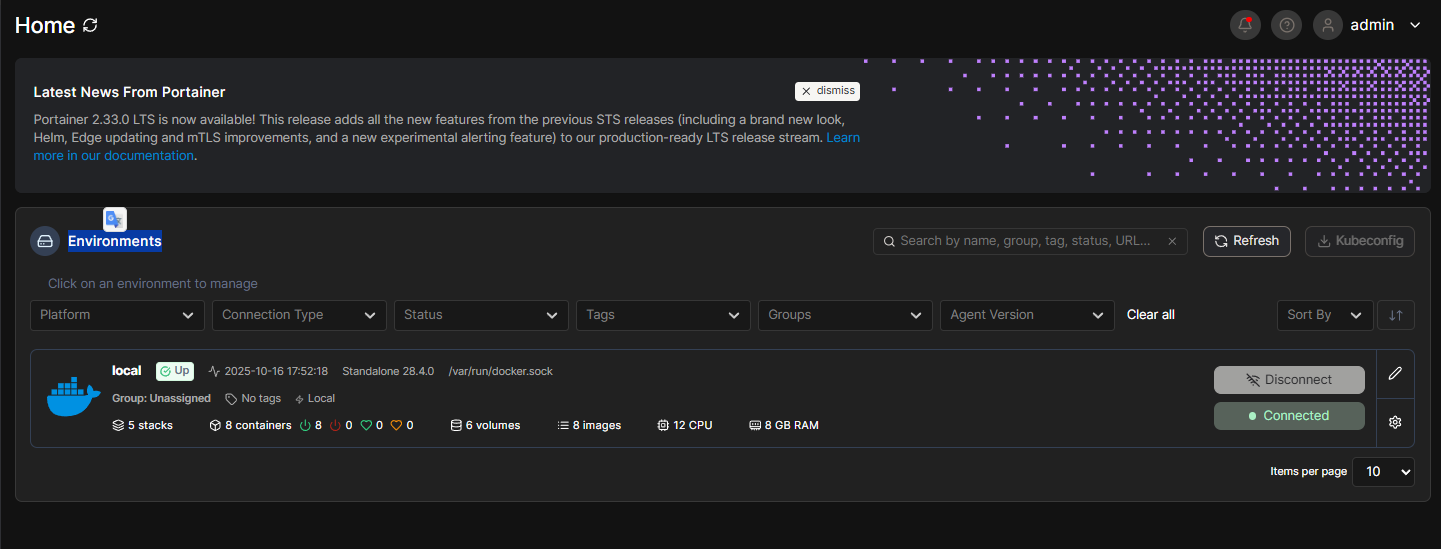 Home
admin
Latest News From Portainer
dismiss
Portainer 2.33.0 LTS is now available! This release adds all the new features from the previous STS releases (including a brand new look,
Helm, Edge updating and mTLS improvements, and a new experimental alerting feature) to our production-ready LTS release stream. Learn
more in our documentation.
Environments
Search by name, group, tag, status, URL...
Refresh
Kubeconfig
Click on an environment to manage
Platform
Connection Type
Status
Tags
Groups
Agent Version
Clear all
Sort By
local Up 2025-10-16 17:52:18 Standalone 28.4.0 /var/run/docker.sock
Group: Unassigned No tags Local
5 stacks 8 containers 8 0 0 0 6 volumes 8 images 12 CPU 8 GB RAM
Disconnect
Connected
Items per page 10